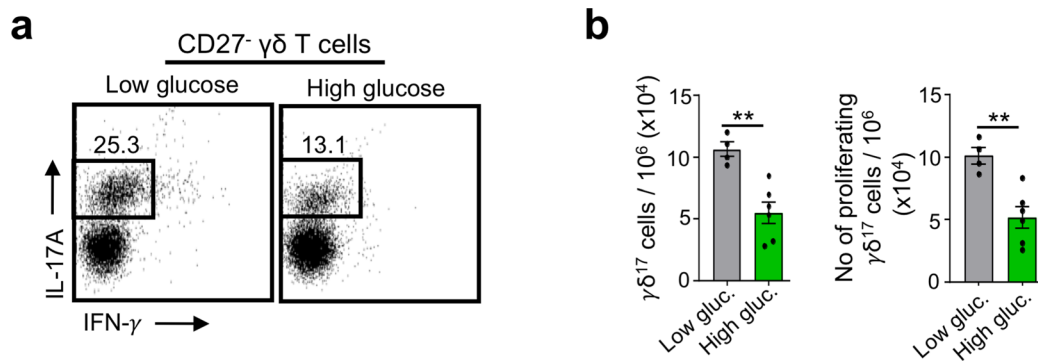 a
CD27⁻ γδ T cells
Low glucose
High glucose
25.3
13.1
IL-17A
IFN-γ
b
γδ¹⁷ cells / 10⁶ (x10⁴)
15
10
5
0
**
Low gluc.
High gluc.
No of proliferating
γδ¹⁷ cells / 10⁶
(x10⁴)
15
10
5
0
**
Low gluc.
High gluc.